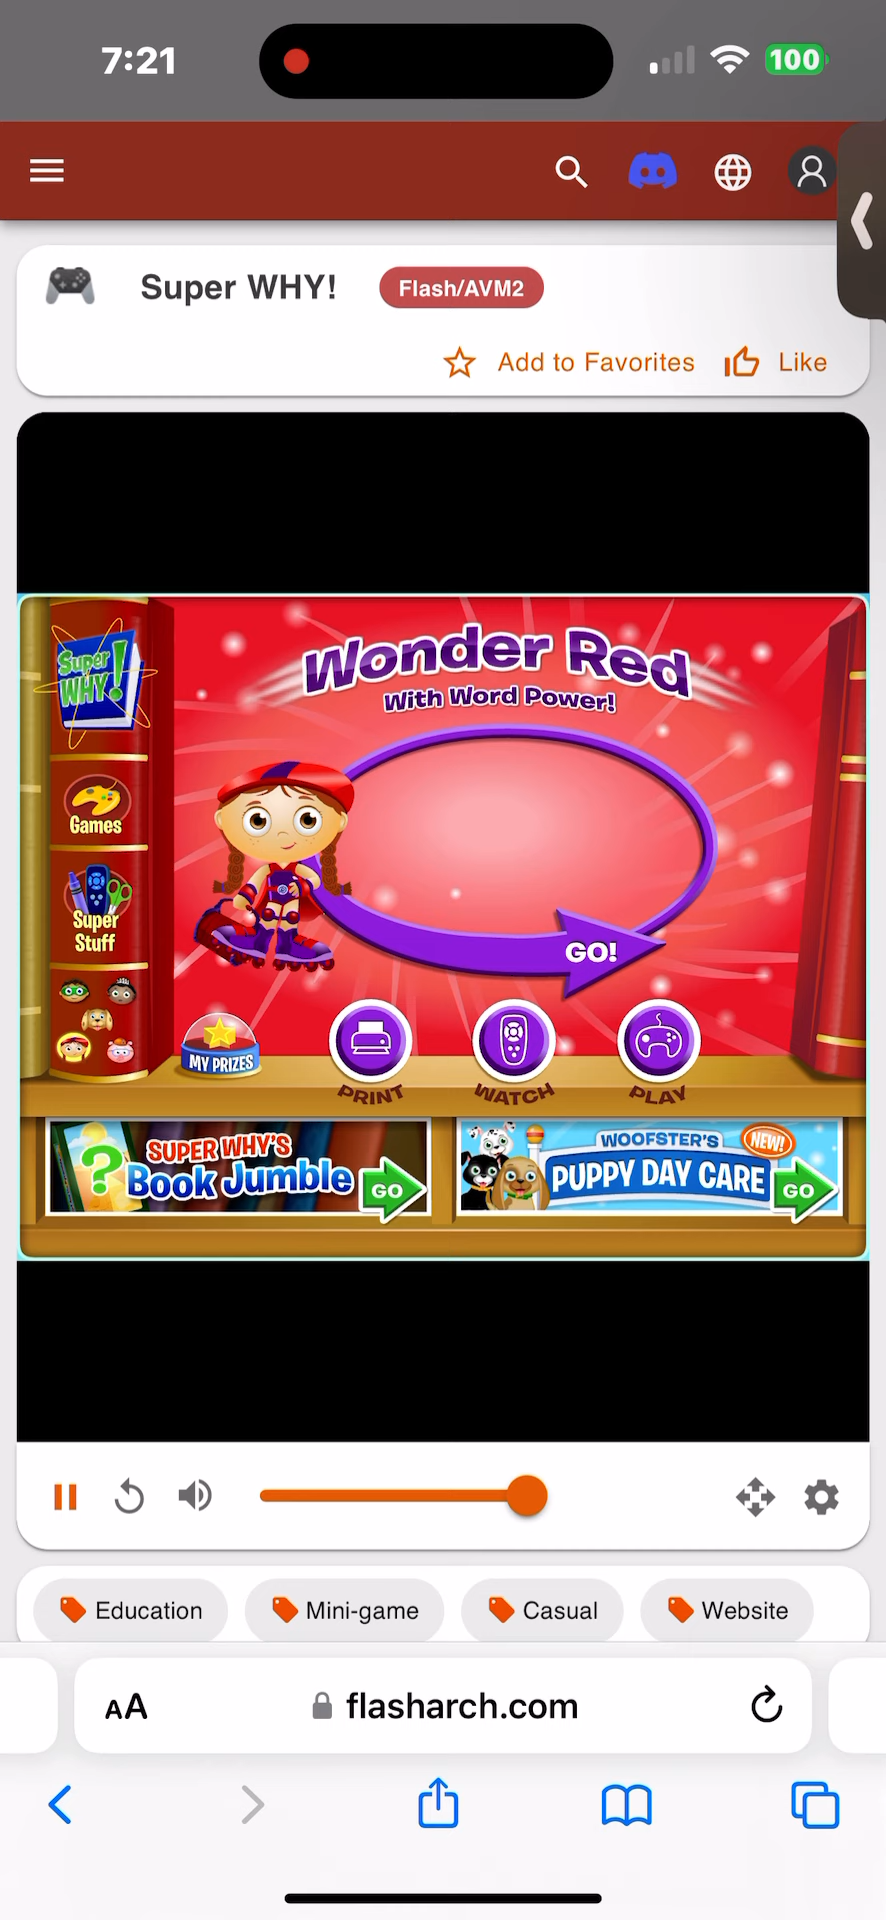 7:21
100
Super WHY!
Flash/AVM2
Add to Favorites
Like
Super
WHY!
Wonder Red
With Word Power!
Games
Super
Stuff
GO!
MY PRIZES
PRINT
WATCH
PLAY
SUPER WHY'S
Book Jumble
GO
WOOFSTER'S
NEW!
PUPPY DAY CARE
GO
Education
Mini-game
Casual
Website
AA
flasharch.com